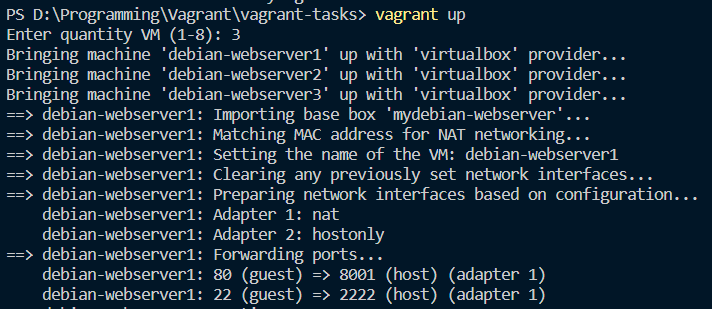 PS D:\Programming\Vagrant\vagrant-tasks> vagrant up
Enter quantity VM (1-8): 3
Bringing machine 'debian-webserver1' up with 'virtualbox' provider...
Bringing machine 'debian-webserver2' up with 'virtualbox' provider...
Bringing machine 'debian-webserver3' up with 'virtualbox' provider...
==> debian-webserver1: Importing base box 'mydebian-webserver'...
==> debian-webserver1: Matching MAC address for NAT networking...
==> debian-webserver1: Setting the name of the VM: debian-webserver1
==> debian-webserver1: Clearing any previously set network interfaces...
==> debian-webserver1: Preparing network interfaces based on configuration...
    debian-webserver1: Adapter 1: nat
    debian-webserver1: Adapter 2: hostonly
==> debian-webserver1: Forwarding ports...
    debian-webserver1: 80 (guest) => 8001 (host) (adapter 1)
    debian-webserver1: 22 (guest) => 2222 (host) (adapter 1)